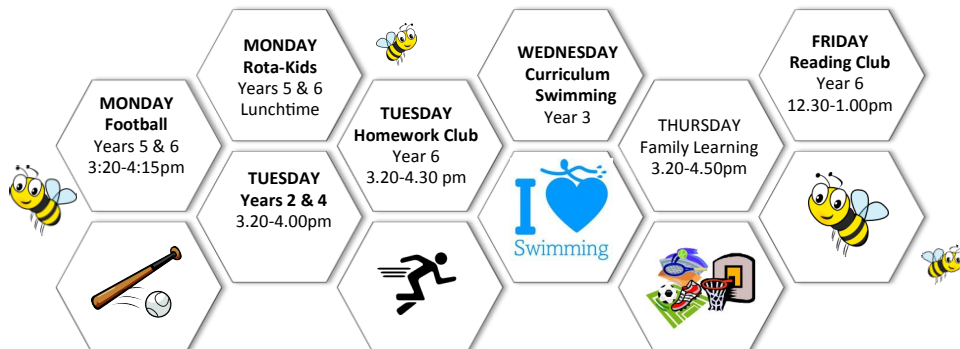 MONDAY
Football
Years 5 & 6
3:20-4:15pm
MONDAY
Rota-Kids
Years 5 & 6
Lunchtime
TUESDAY
Years 2 & 4
3.20-4.00pm
TUESDAY
Homework Club
Year 6
3.20-4.30 pm
WEDNESDAY
Curriculum
Swimming
Year 3
I
Swimming
THURSDAY
Family Learning
3.20-4.50pm
FRIDAY
Reading Club
Year 6
12.30-1.00pm